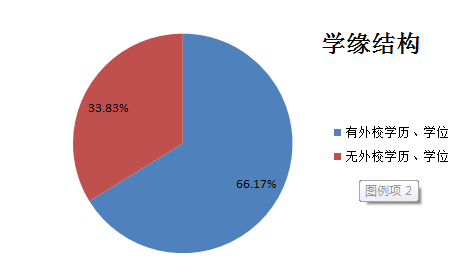 学缘结构
33.83%
66.17%
有外校学历、学位
无外校学历、学位
图例项 2